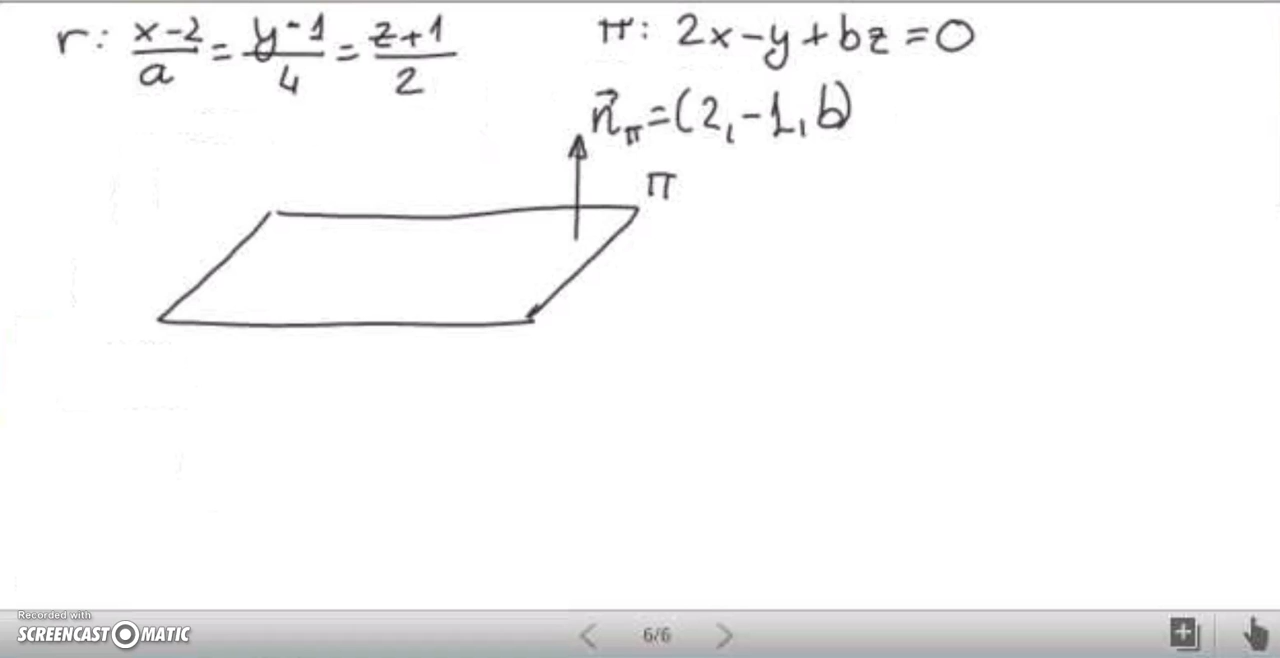 r: x-2/a = y-1/4 = z+1/2
π: 2x-y+bz=0
n⃗π=(2,-1,b)
π
Recorded with
SCREENCAST-O-MATIC
6/6